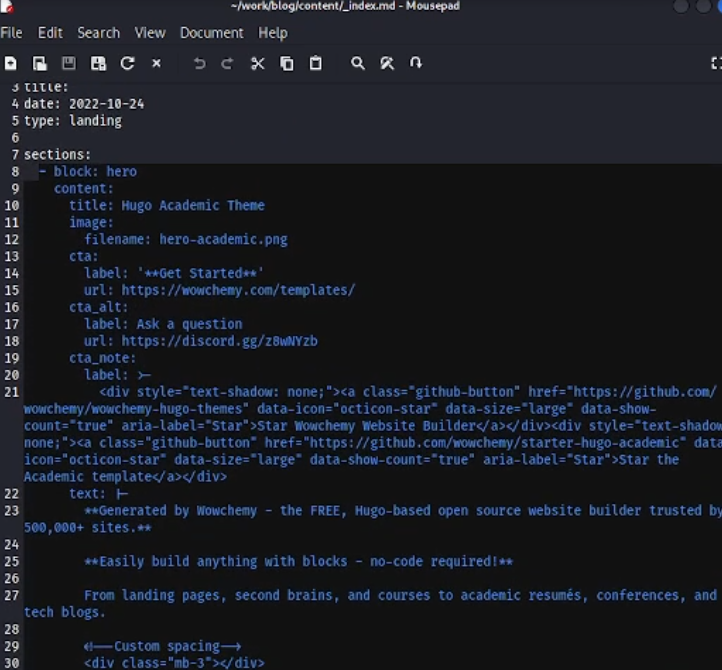 ~/work/blog/content/_index.md - Mousepad
File Edit Search View Document Help
3 title:
4 date: 2022-10-24
5 type: landing
6
7 sections:
8 - block: hero
9 content:
10 title: Hugo Academic Theme
11 image:
12 filename: hero-academic.png
13 cta:
14 label: '**Get Started**'
15 url: https://wowchemy.com/templates/
16 cta_alt:
17 label: Ask a question
18 url: https://discord.gg/z8wNYzb
19 cta_note:
20 label: >-
21 <div style="text-shadow: none;"><a class="github-button" href="https://github.com/
wowchemy/wowchemy-hugo-themes" data-icon="octicon-star" data-size="large" data-show-
count="true" aria-label="Star">Star Wowchemy Website Builder</a></div><div style="text-shadow
none;"><a class="github-button" href="https://github.com/wowchemy/starter-hugo-academic" data
icon="octicon-star" data-size="large" data-show-count="true" aria-label="Star">Star the
Academic template</a></div>
22 text: |-
23 **Generated by Wowchemy - the FREE, Hugo-based open source website builder trusted by
500,000+ sites.**
24
25 **Easily build anything with blocks - no-code required!**
26
27 From landing pages, second brains, and courses to academic resumés, conferences, and
tech blogs.
28
29 <!--Custom spacing-->
30 <div class="mb-3"></div>